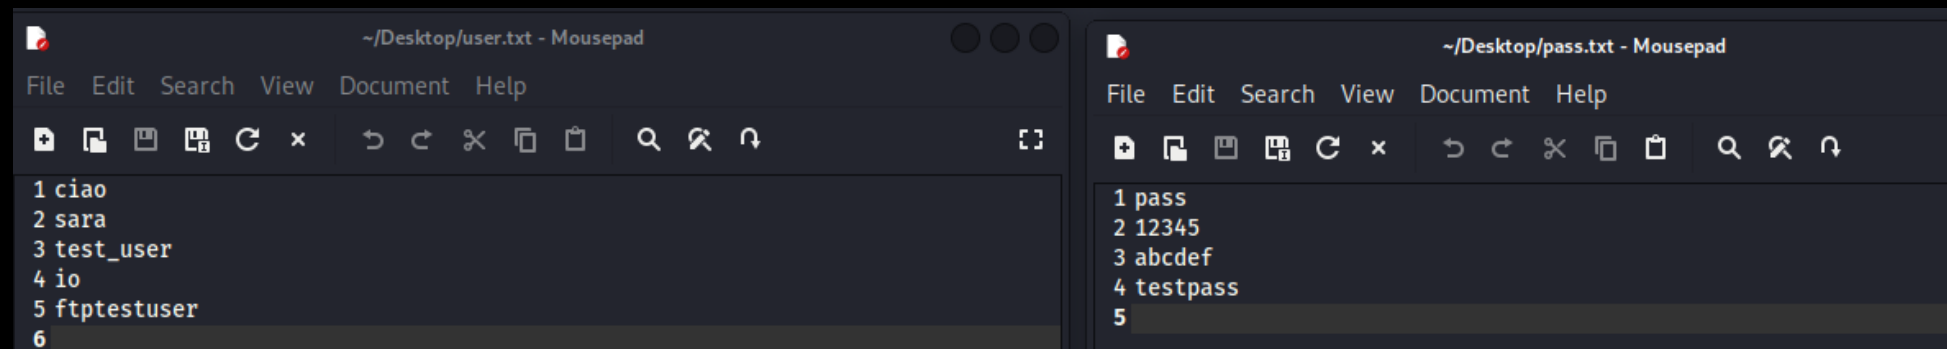 ~/Desktop/user.txt - Mousepad
File Edit Search View Document Help
1 ciao
2 sara
3 test_user
4 io
5 ftptestuser
6
~/Desktop/pass.txt - Mousepad
File Edit Search View Document Help
1 pass
2 12345
3 abcdef
4 testpass
5